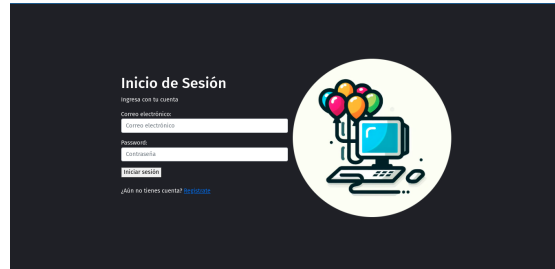 Inicio de Sesión
Ingresa con tu cuenta
Correo electrónico:
Correo electrónico
Password:
Contraseña
Iniciar sesión
¿Aún no tienes cuenta? Regístrate